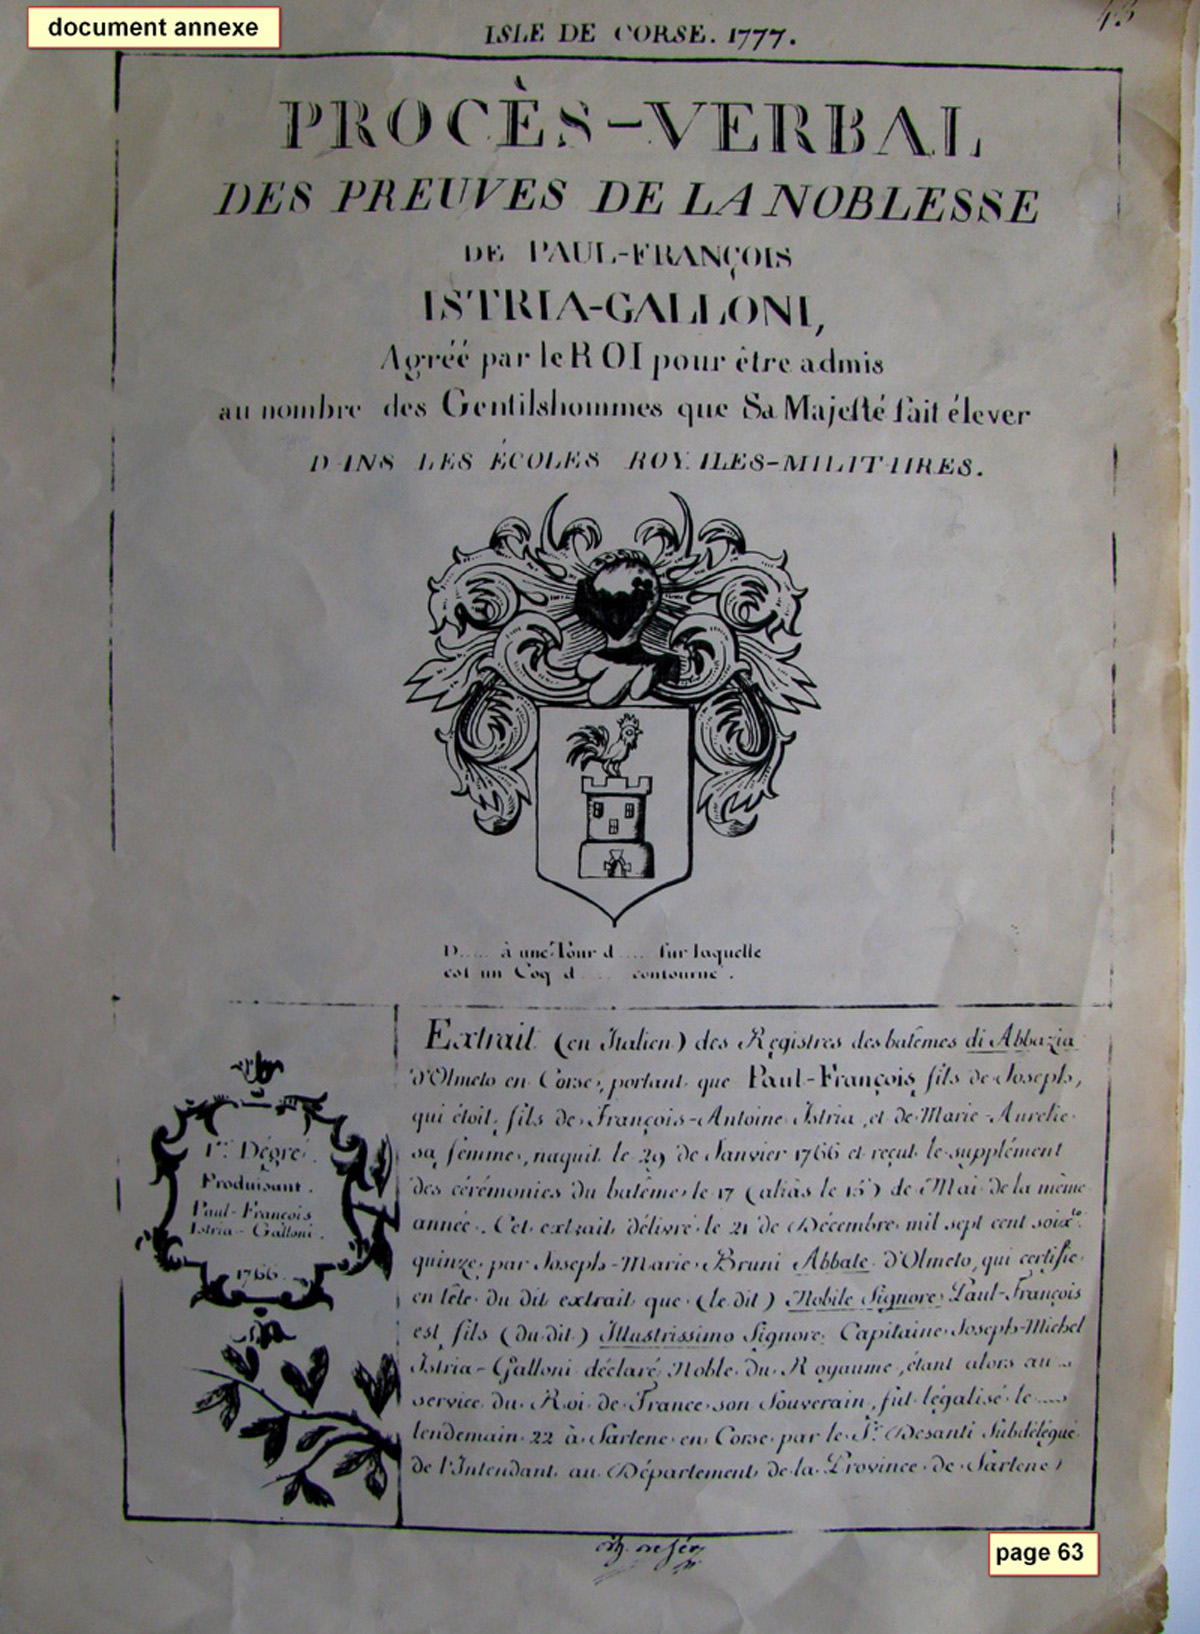 document annexe
ISLE DE CORSE. 1777.
PROCÈS-VERBAL
DES PREUVES DE LA NOBLESSE
DE PAUL-FRANÇOIS
ISTRIA-GALLONI,
Agréé par le ROI pour être admis
au nombre des Gentilshommes que Sa Majesté fait élever
DANS LES ÉCOLES ROYALES-MILITAIRES.
D..... à une Tour d .... sur laquelle
est un Coq d .... contourné.
1er. Dégré.
Produisant.
Paul-François
Istria-Galloni.
1766.
Extrait (en Italien) des Registres des batêmes di Abbazia
d'Olmeto en Corse, portant que Paul-François fils de Joseph,
qui étoit fils de François-Antoine Istria, et de Marie-Aurelie
sa femme, naquit le 29 de Janvier 1766 et reçut le supplément
des cérémonies du batême le 17 (aliàs le 15) de Mai de la même
année. Cet extrait délivré le 21 de Décembre mil sept cent soixte.
quinze par Joseph-Marie Bruni Abbate d'Olmeto, qui certifie
en tête du dit extrait que (le dit) Nobile Signore Paul-François
est fils (du dit) Illustrissimo Signore Capitaine Joseph-Michel
Istria-Galloni déclaré Noble du Royaume, étant alors au ..
service du Roi de France son Souverain, fut légalisé le ....
lendemain 22 à Sartene en Corse par le Sr. Desanti Subdélégué
de l'Intendant au Département de la Province de Sartene,
page 63